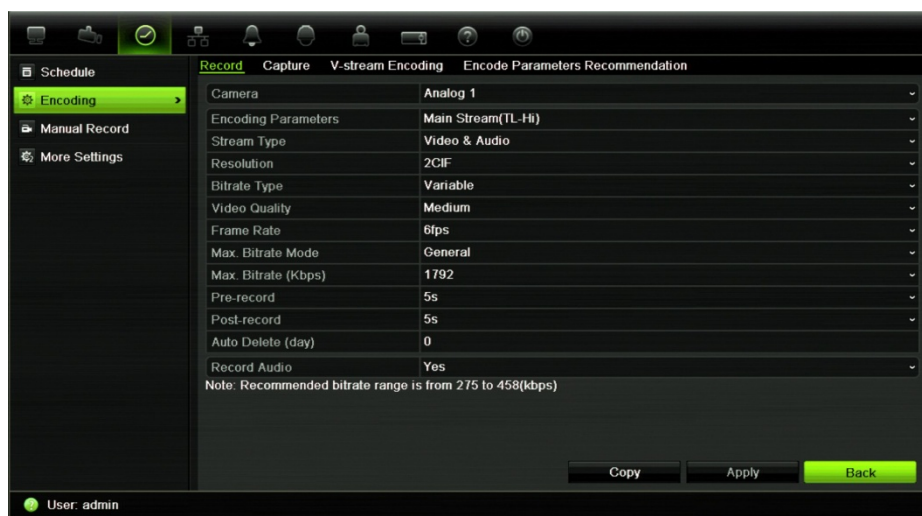 Record Capture V-stream Encoding Encode Parameters Recommendation
Schedule
Encoding
Manual Record
More Settings
Camera Analog 1
Encoding Parameters Main Stream(TL-Hi)
Stream Type Video & Audio
Resolution 2CIF
Bitrate Type Variable
Video Quality Medium
Frame Rate 6fps
Max. Bitrate Mode General
Max. Bitrate (Kbps) 1792
Pre-record 5s
Post-record 5s
Auto Delete (day) 0
Record Audio Yes
Note: Recommended bitrate range is from 275 to 458(kbps)
Copy Apply Back
User: admin